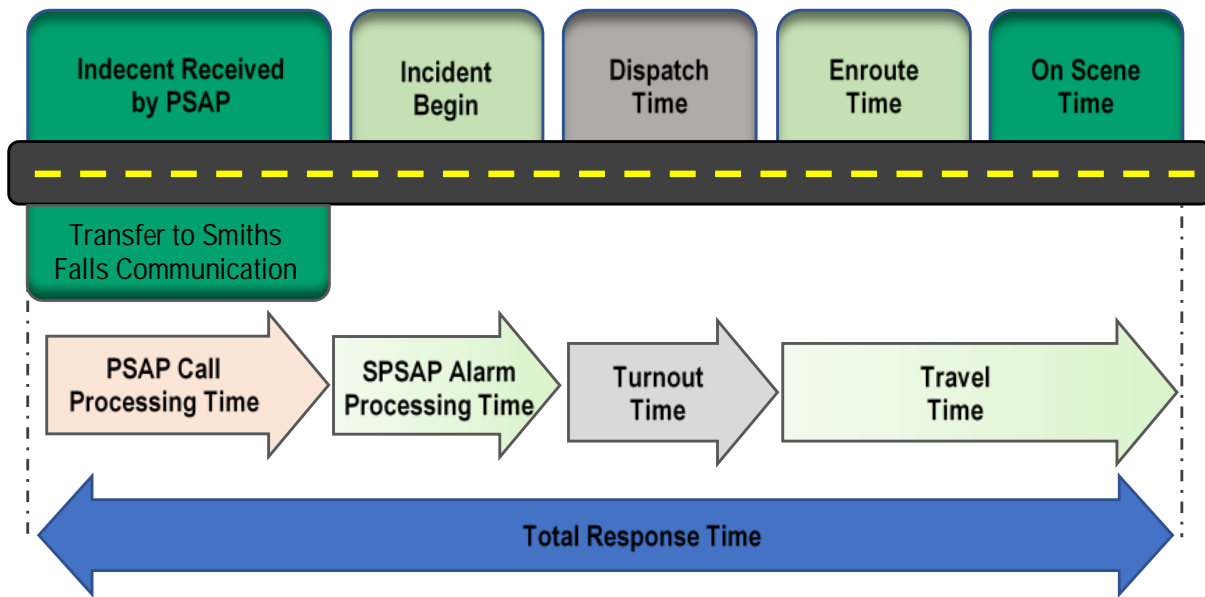 Indecent Received
by PSAP
Incident
Begin
Dispatch
Time
Enroute
Time
On Scene
Time
Transfer to Smiths
Falls Communication
PSAP Call
Processing Time
SPSAP Alarm
Processing Time
Turnout
Time
Travel
Time
Total Response Time